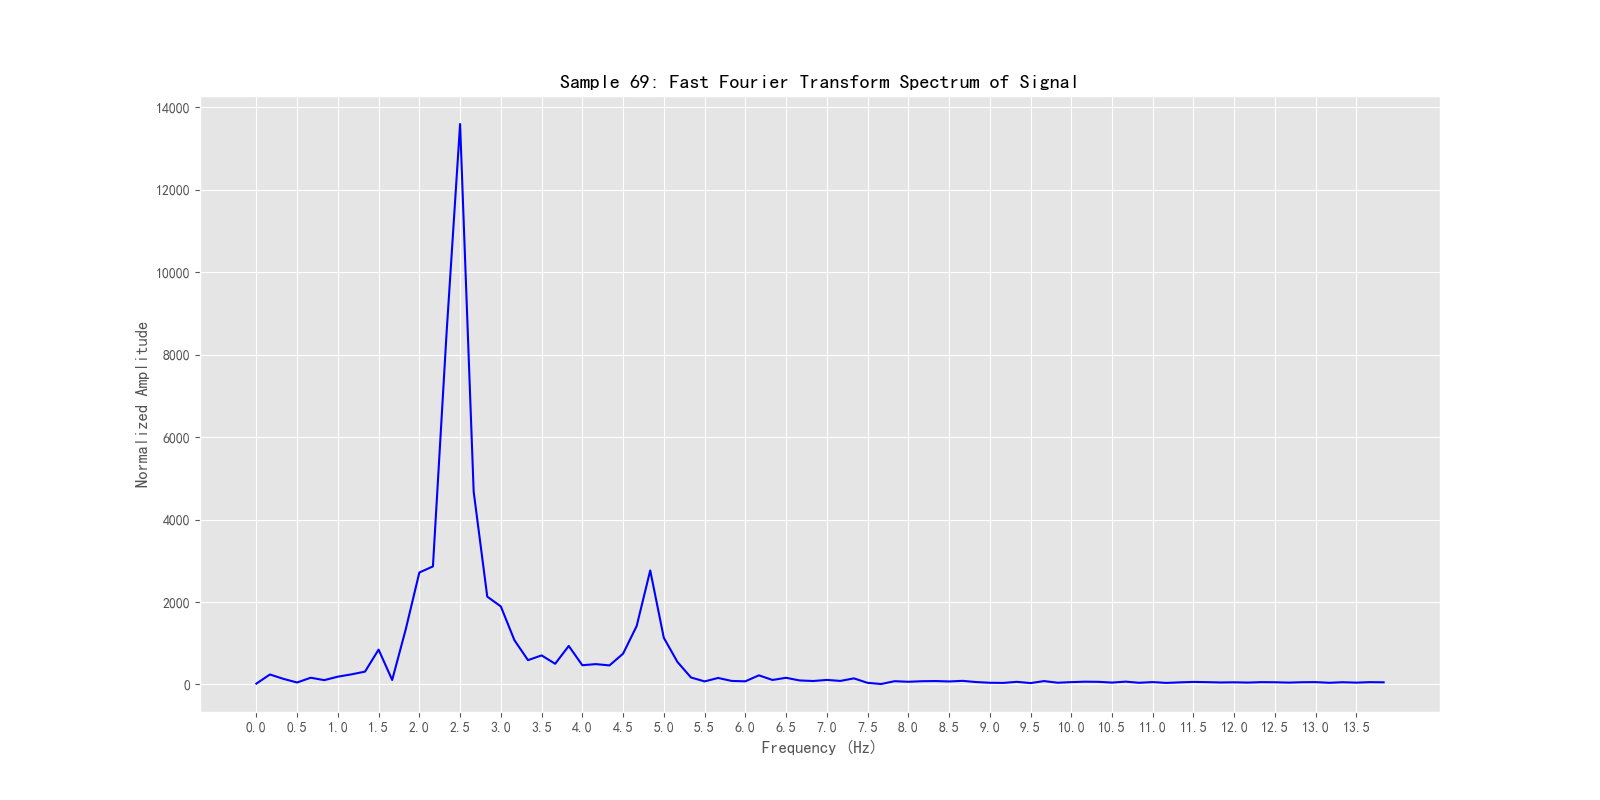 Sample 69: Fast Fourier Transform Spectrum of Signal
14000
12000
10000
8000
6000
4000
2000
0
Normalized Amplitude
0.0 0.5 1.0 1.5 2.0 2.5 3.0 3.5 4.0 4.5 5.0 5.5 6.0 6.5 7.0 7.5 8.0 8.5 9.0 9.5 10.0 10.5 11.0 11.5 12.0 12.5 13.0 13.5
Frequency (Hz)